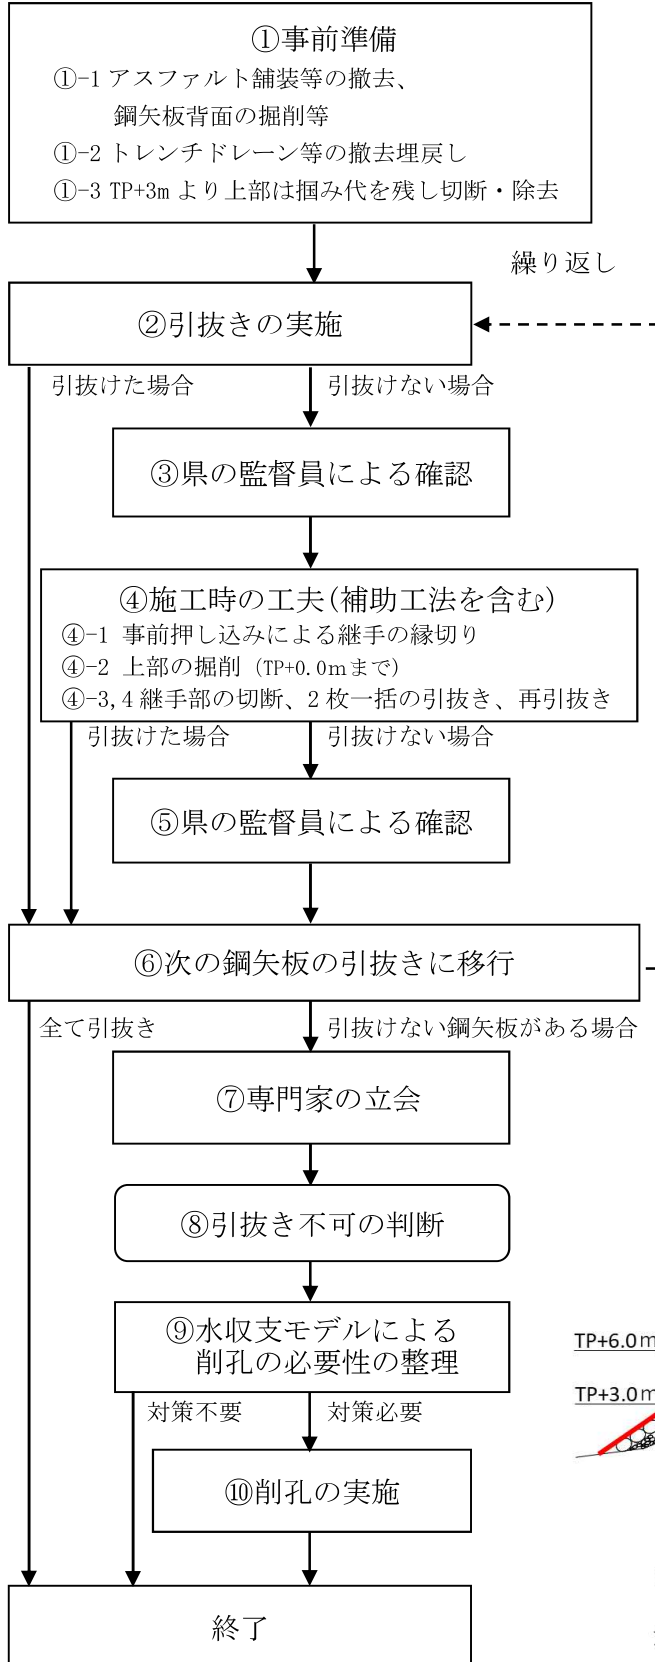 ①事前準備
①-1 アスファルト舗装等の撤去、
鋼矢板背面の掘削等
①-2 トレンチドレーン等の撤去埋戻し
①-3 TP+3m より上部は掴み代を残し切断・除去
繰り返し
②引抜きの実施
引抜けた場合 引抜けない場合
③県の監督員による確認
④施工時の工夫(補助工法を含む)
④-1 事前押し込みによる継手の縁切り
④-2 上部の掘削 (TP+0.0mまで)
④-3,4 継手部の切断、2 枚一括の引抜き、再引抜き
引抜けた場合 引抜けない場合
⑤県の監督員による確認
⑥次の鋼矢板の引抜きに移行
全て引抜き 引抜けない鋼矢板がある場合
⑦専門家の立会
⑧引抜き不可の判断
⑨水収支モデルによる
削孔の必要性の整理
TP+6.0m
TP+3.0m
対策不要 対策必要
⑩削孔の実施
終了